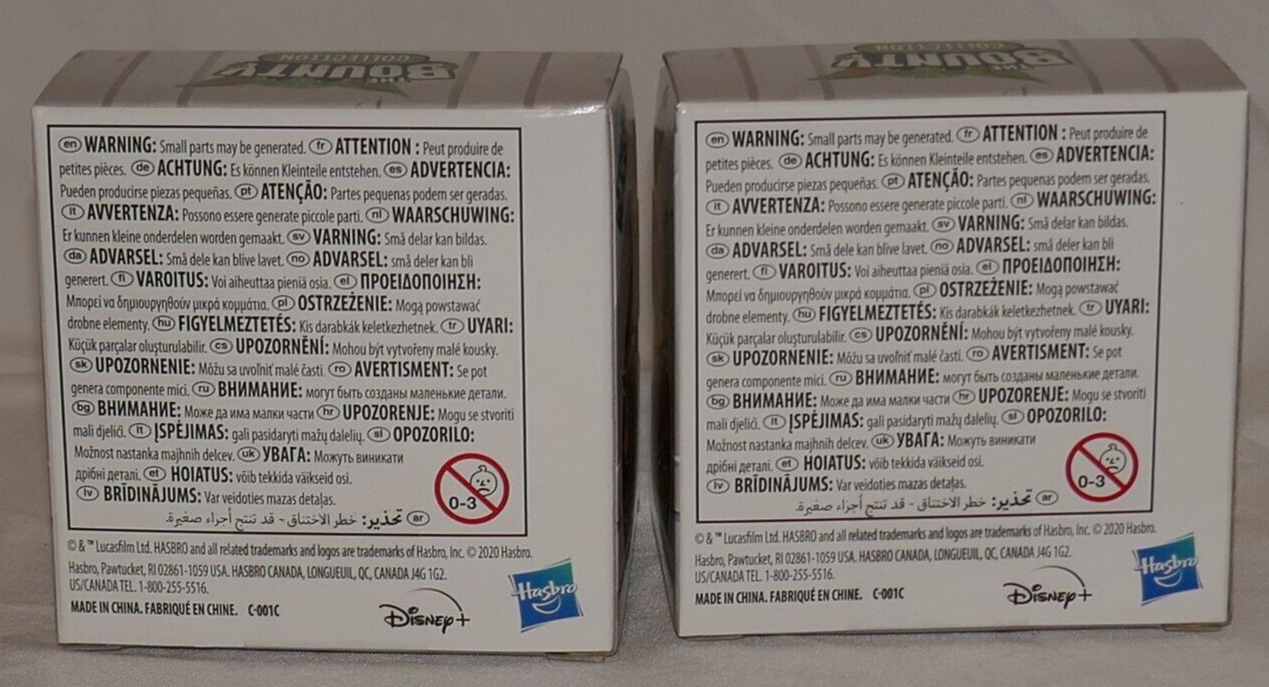 THE
BOUNTY
COLLECTION
en WARNING: Small parts may be generated. fr ATTENTION : Peut produire de
petites pièces. de ACHTUNG: Es können Kleinteile entstehen. es ADVERTENCIA:
Pueden producirse piezas pequeñas. pt ATENÇÃO: Partes pequenas podem ser geradas.
it AVVERTENZA: Possono essere generate piccole parti. nl WAARSCHUWING:
Er kunnen kleine onderdelen worden gemaakt. sv VARNING: Små delar kan bildas.
da ADVARSEL: Små dele kan blive lavet. no ADVARSEL: små deler kan bli
generert. fi VAROITUS: Voi aiheuttaa pieniä osia. el ΠΡΟΕΙΔΟΠΟΙΗΣΗ:
Μπορεί να δημιουργηθούν μικρά κομμάτια. pl OSTRZEŻENIE: Mogą powstawać
drobne elementy. hu FIGYELMEZTETÉS: Kis darabkák keletkezhetnek. tr UYARI:
Küçük parçalar oluşturulabilir. cs UPOZORNĚNÍ: Mohou být vytvořeny malé kousky.
sk UPOZORNENIE: Môžu sa uvoľniť malé časti. ro AVERTISMENT: Se pot
genera componente mici. ru ВНИМАНИЕ: могут быть созданы маленькие детали.
bg ВНИМАНИЕ: Може да има малки части hr UPOZORENJE: Mogu se stvoriti
mali djelići. lt ĮSPĖJIMAS: gali pasidaryti mažų dalelių. sl OPOZORILO:
Možnost nastanka majhnih delcev. uk УВАГА: Можуть виникати
дрібні деталі. et HOIATUS: võib tekkida väikseid osi.
lv BRĪDINĀJUMS: Var veidoties mazas detaļas.
ar تحذير: خطر الاختناق - قد تنتج أجزاء صغيرة.
0-3
© & ™ Lucasfilm Ltd. HASBRO and all related trademarks and logos are trademarks of Hasbro, Inc. © 2020 Hasbro.
Hasbro, Pawtucket, RI 02861-1059 USA. HASBRO CANADA, LONGUEUIL, QC, CANADA J4G 1G2.
US/CANADA TEL. 1-800-255-5516.
MADE IN CHINA. FABRIQUÉ EN CHINE. C-001C
Disney+
Hasbro
THE
BOUNTY
COLLECTION
en WARNING: Small parts may be generated. fr ATTENTION : Peut produire de
petites pièces. de ACHTUNG: Es können Kleinteile entstehen. es ADVERTENCIA:
Pueden producirse piezas pequeñas. pt ATENÇÃO: Partes pequenas podem ser geradas.
it AVVERTENZA: Possono essere generate piccole parti. nl WAARSCHUWING:
Er kunnen kleine onderdelen worden gemaakt. sv VARNING: Små delar kan bildas.
da ADVARSEL: Små dele kan blive lavet. no ADVARSEL: små deler kan bli
generert. fi VAROITUS: Voi aiheuttaa pieniä osia. el ΠΡΟΕΙΔΟΠΟΙΗΣΗ:
Μπορεί να δημιουργηθούν μικρά κομμάτια. pl OSTRZEŻENIE: Mogą powstawać
drobne elementy. hu FIGYELMEZTETÉS: Kis darabkák keletkezhetnek. tr UYARI:
Küçük parçalar oluşturulabilir. cs UPOZORNĚNÍ: Mohou být vytvořeny malé kousky.
sk UPOZORNENIE: Môžu sa uvoľniť malé časti. ro AVERTISMENT: Se pot
genera componente mici. ru ВНИМАНИЕ: могут быть созданы маленькие детали.
bg ВНИМАНИЕ: Може да има малки части hr UPOZORENJE: Mogu se stvoriti
mali djelići. lt ĮSPĖJIMAS: gali pasidaryti mažų dalelių. sl OPOZORILO:
Možnost nastanka majhnih delcev. uk УВАГА: Можуть виникати
дрібні деталі. et HOIATUS: võib tekkida väikseid osi.
lv BRĪDINĀJUMS: Var veidoties mazas detaļas.
ar تحذير: خطر الاختناق - قد تنتج أجزاء صغيرة.
0-3
© & ™ Lucasfilm Ltd. HASBRO and all related trademarks and logos are trademarks of Hasbro, Inc. © 2020 Hasbro.
Hasbro, Pawtucket, RI 02861-1059 USA. HASBRO CANADA, LONGUEUIL, QC, CANADA J4G 1G2.
US/CANADA TEL. 1-800-255-5516.
MADE IN CHINA. FABRIQUÉ EN CHINE. C-001C
Disney+
Hasbro